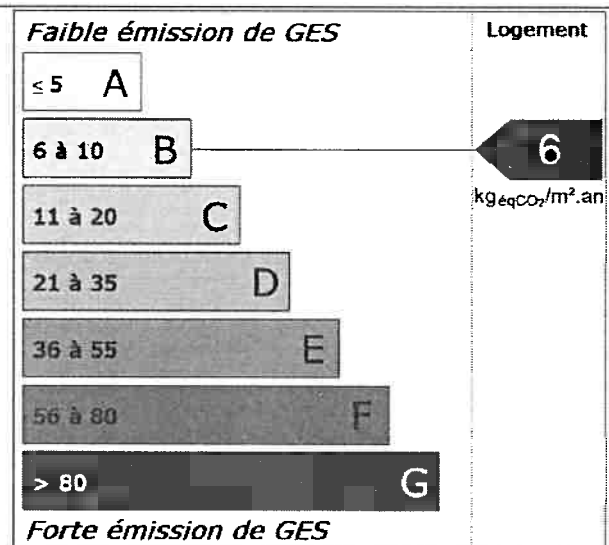 Faible émission de GES
Logement
≤ 5 A
6 à 10 B
6
kgéqCO₂/m².an
11 à 20 C
21 à 35 D
36 à 55 E
56 à 80 F
> 80 G
Forte émission de GES